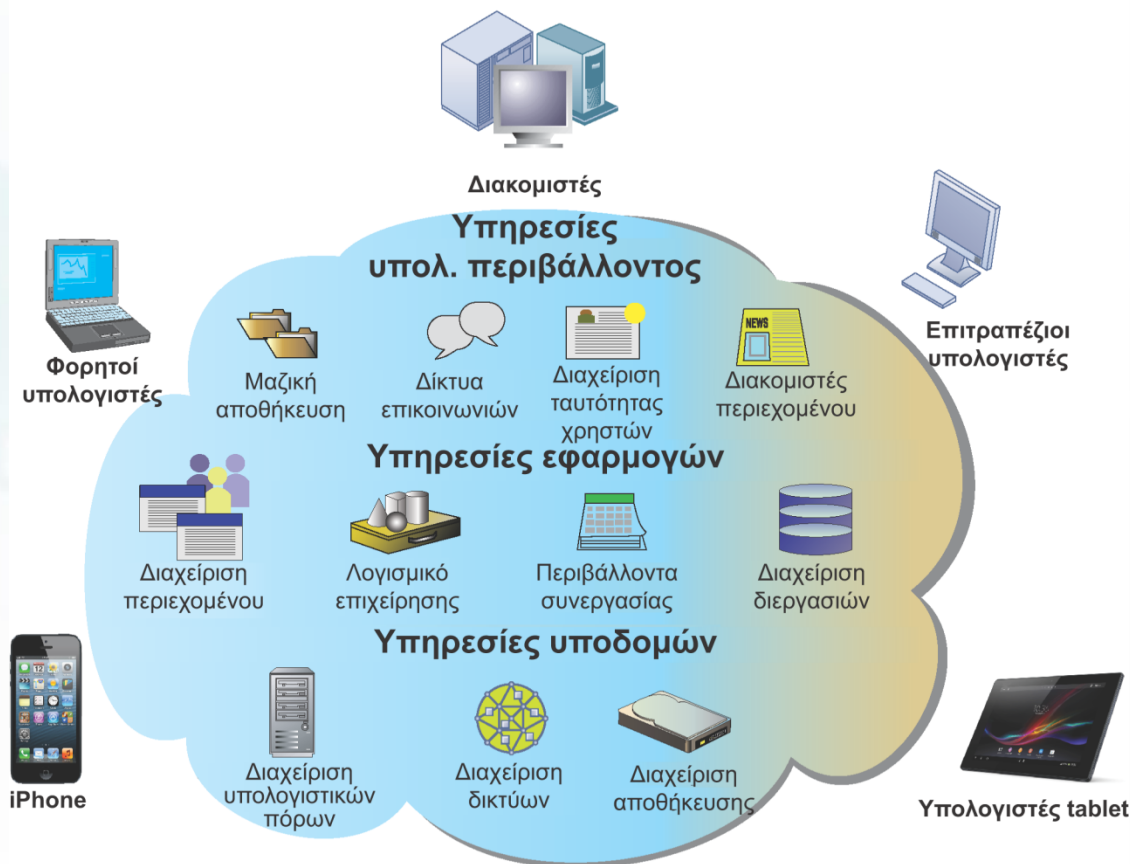 Διακομιστές
Υπηρεσίες
υπολ. περιβάλλοντος
Φορητοί
υπολογιστές
Επιτραπέζιοι
υπολογιστές
Μαζική
αποθήκευση
Δίκτυα
επικοινωνιών
Διαχείριση
ταυτότητας
χρηστών
NEWS
Διακομιστές
περιεχομένου
Υπηρεσίες εφαρμογών
Διαχείριση
περιεχομένου
Λογισμικό
επιχείρησης
Περιβάλλοντα
συνεργασίας
Διαχείριση
διεργασιών
Υπηρεσίες υποδομών
Διαχείριση
υπολογιστικών
πόρων
Διαχείριση
δικτύων
Διαχείριση
αποθήκευσης
iPhone
Υπολογιστές tablet